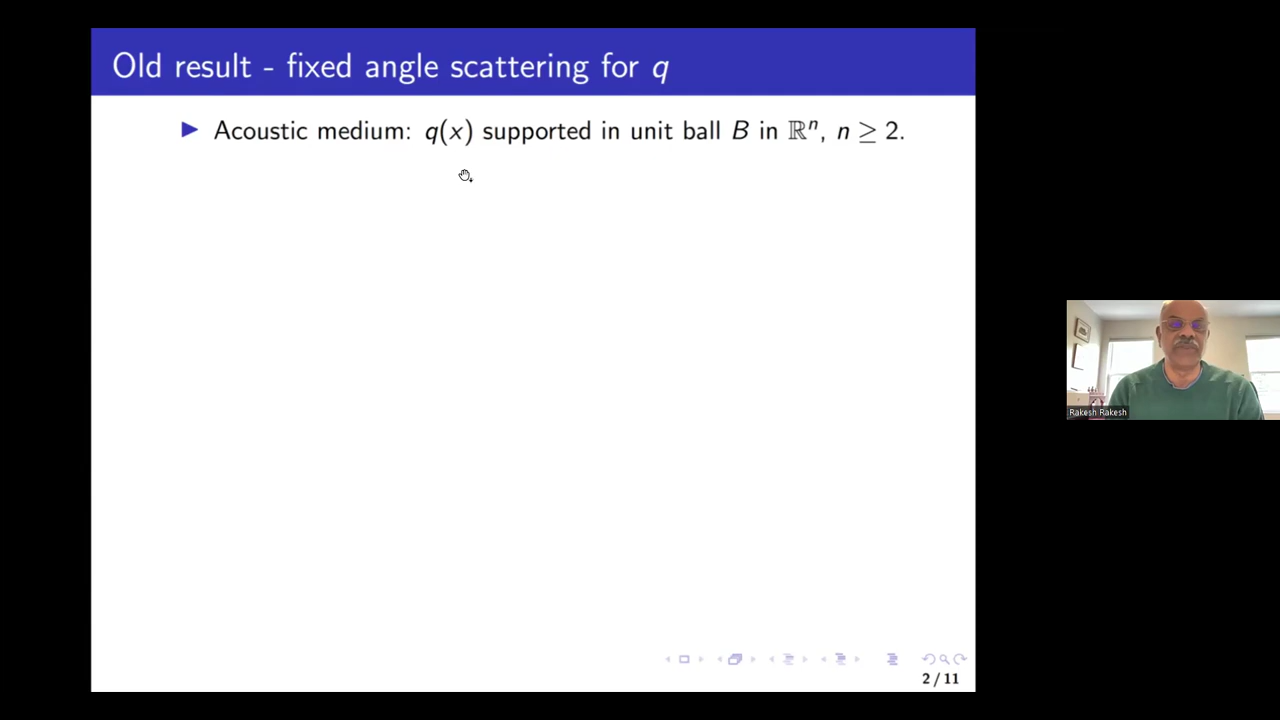 Old result - fixed angle scattering for q
▶ Acoustic medium: q(x) supported in unit ball B in ℝⁿ, n ≥ 2.
Rakesh Rakesh
2 / 11